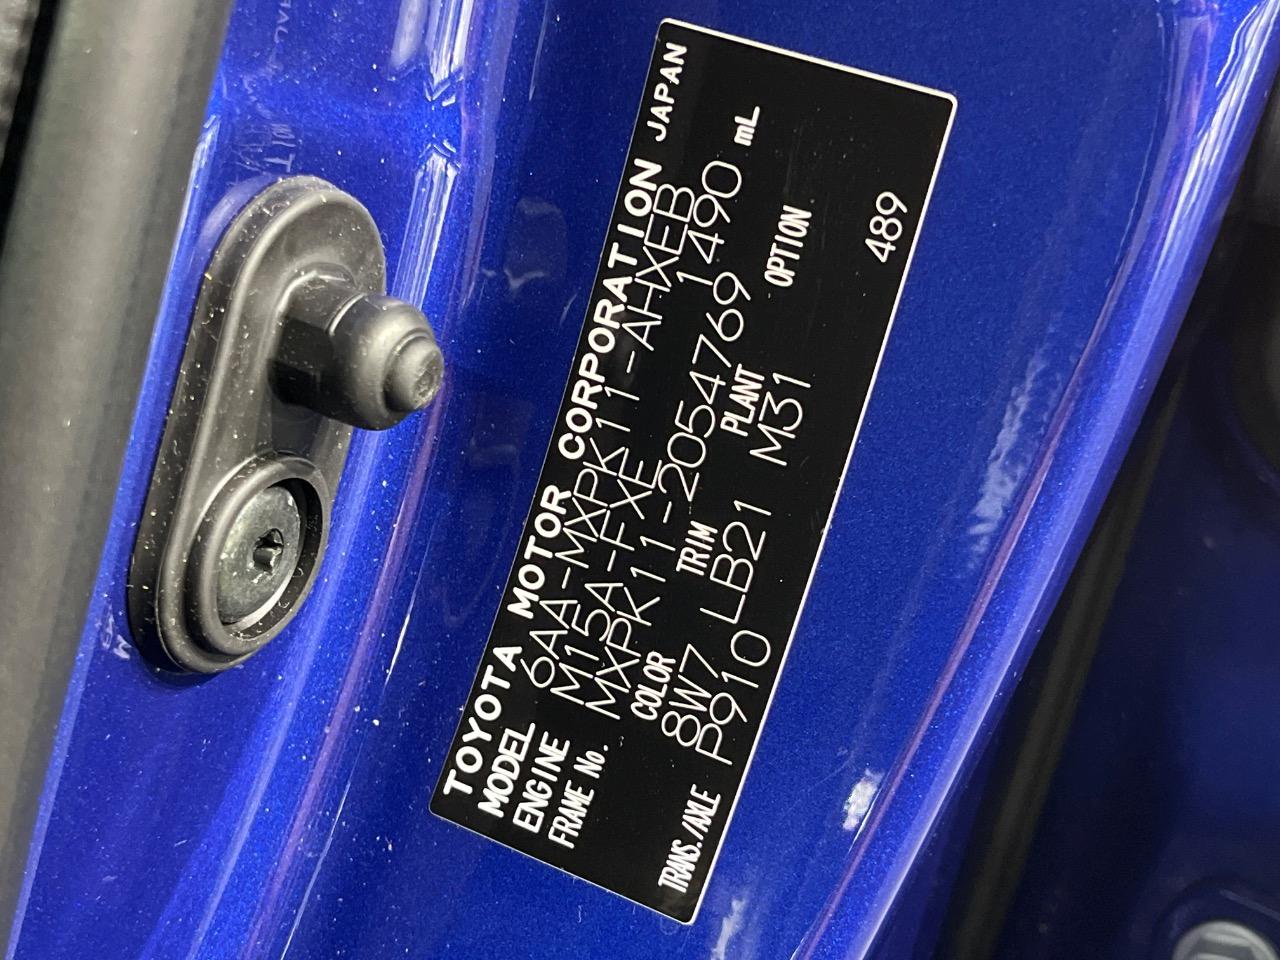 TOYOTA MOTOR CORPORATION JAPAN
MODEL 6AA-MXPK11-AHXEB
ENGINE M15A-FXE 1490 mL
FRAME No. MXPK11-2054769
COLOR TRIM PLANT OPTION
8W7 LB21 M31
TRANS./AXLE P910
489